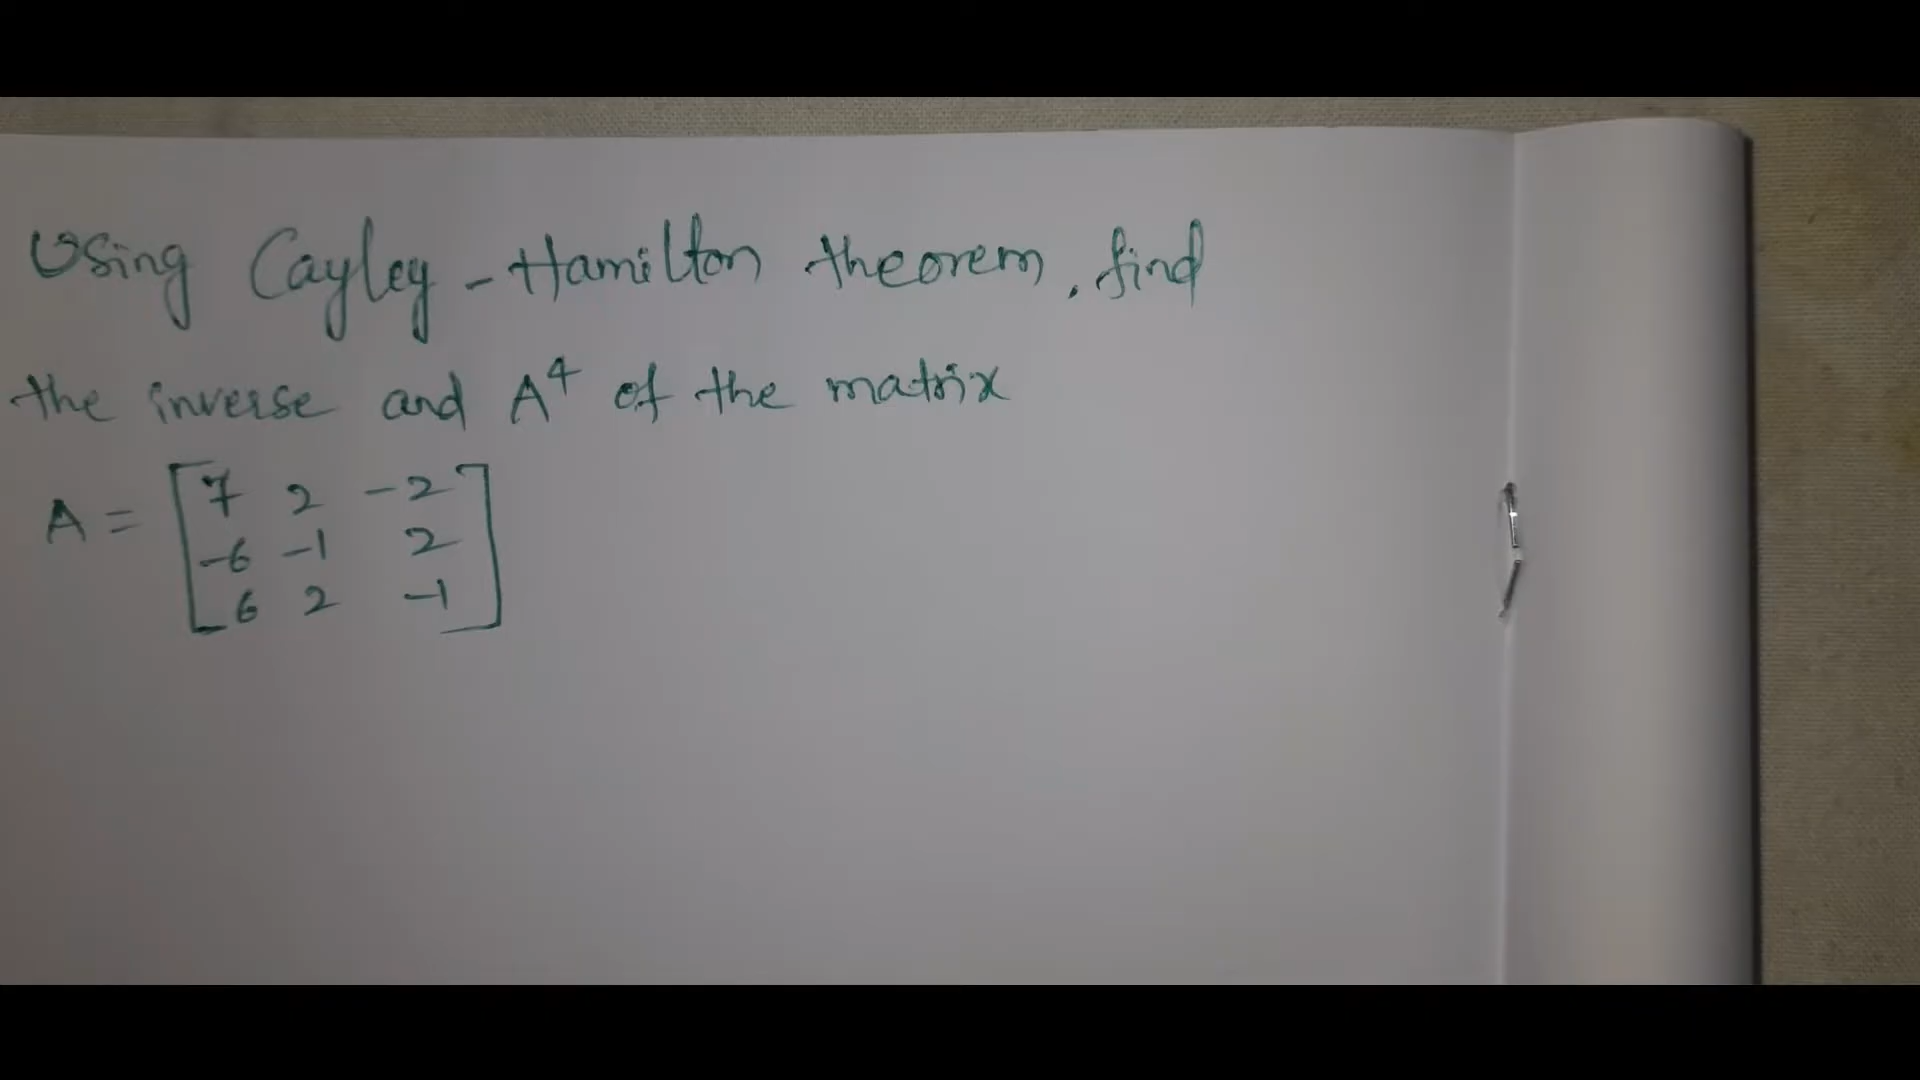 Using Cayley-Hamilton theorem, find
the inverse and A⁴ of the matrix
A = [7 2 -2
-6 -1 2
6 2 -1]